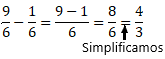 9/6 − 1/6 = 9 − 1/6 = 8/6 = 4/3
Simplificamos